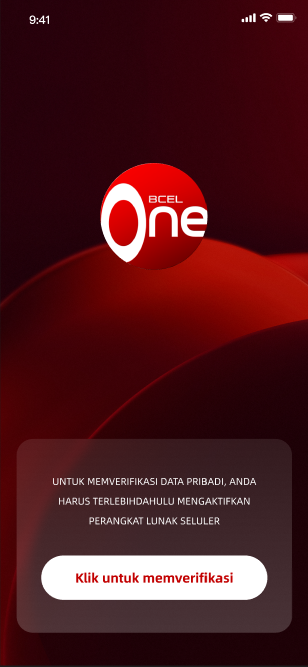 9:41
BCEL
One
UNTUK MEMVERIFIKASI DATA PRIBADI, ANDA
HARUS TERLEBIHDAHULU MENGAKTIFKAN
PERANGKAT LUNAK SELULER
Klik untuk memverifikasi